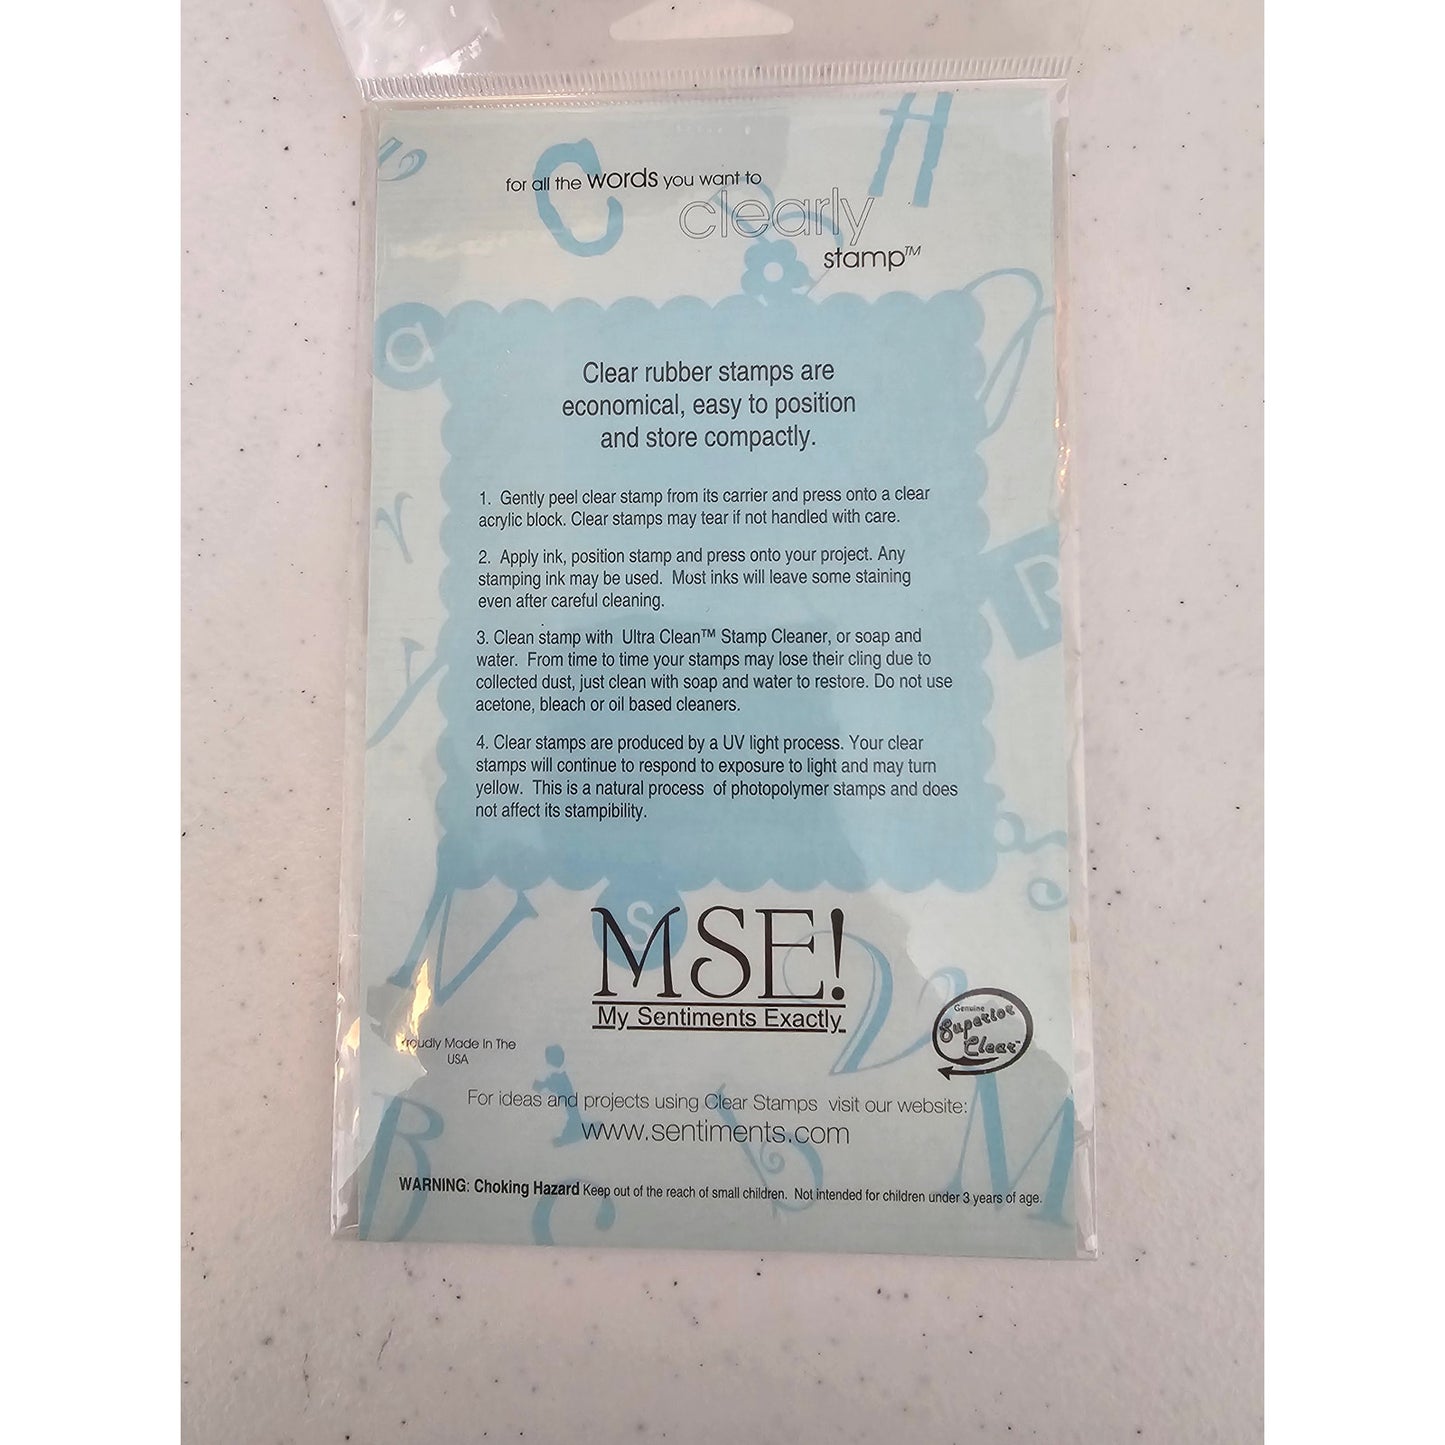 for all the words you want to
clearly
stamp™
Clear rubber stamps are
economical, easy to position
and store compactly.
1. Gently peel clear stamp from its carrier and press onto a clear
acrylic block. Clear stamps may tear if not handled with care.
2. Apply ink, position stamp and press onto your project. Any
stamping ink may be used. Most inks will leave some staining
even after careful cleaning.
3. Clean stamp with Ultra Clean™ Stamp Cleaner, or soap and
water. From time to time your stamps may lose their cling due to
collected dust, just clean with soap and water to restore. Do not use
acetone, bleach or oil based cleaners.
4. Clear stamps are produced by a UV light process. Your clear
stamps will continue to respond to exposure to light and may turn
yellow. This is a natural process of photopolymer stamps and does
not affect its stampibility.
MSE!
My Sentiments Exactly
Genuine
Superior
Clear™
Proudly Made In The
USA
For ideas and projects using Clear Stamps visit our website:
www.sentiments.com
WARNING: Choking Hazard Keep out of the reach of small children. Not intended for children under 3 years of age.